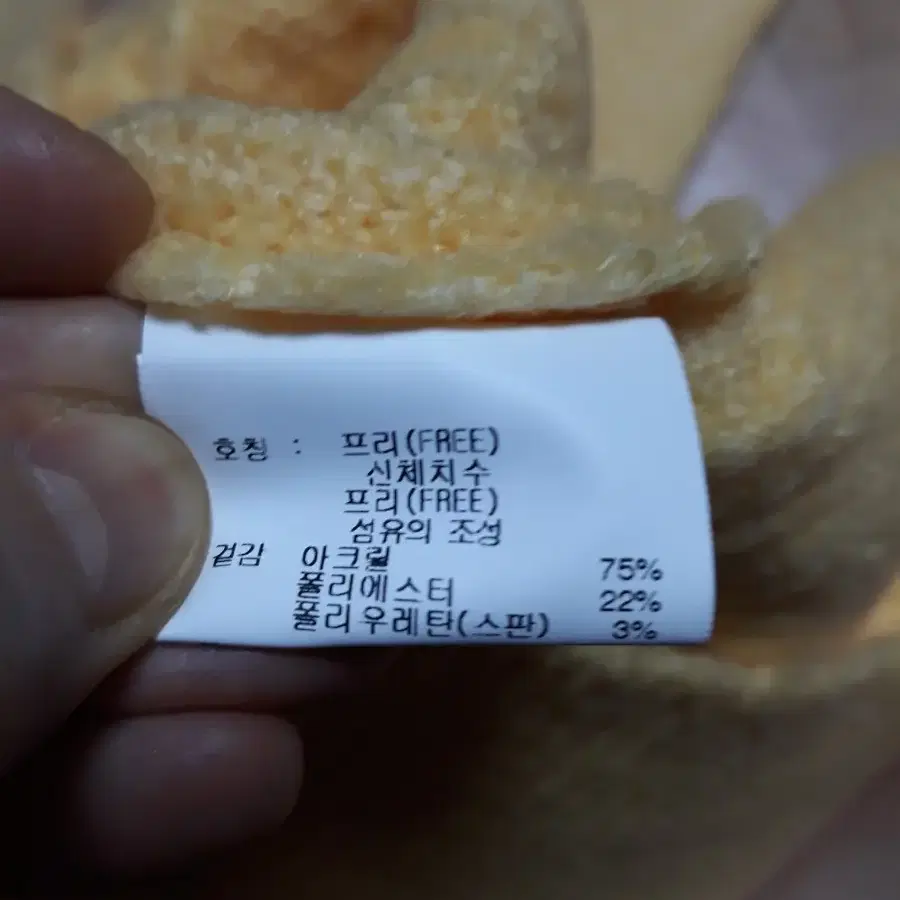 호칭 : 프리(FREE)
신체치수
프리(FREE)
섬유의 조성
겉감 아크릴 75%
폴리에스터 22%
폴리우레탄(스판) 3%